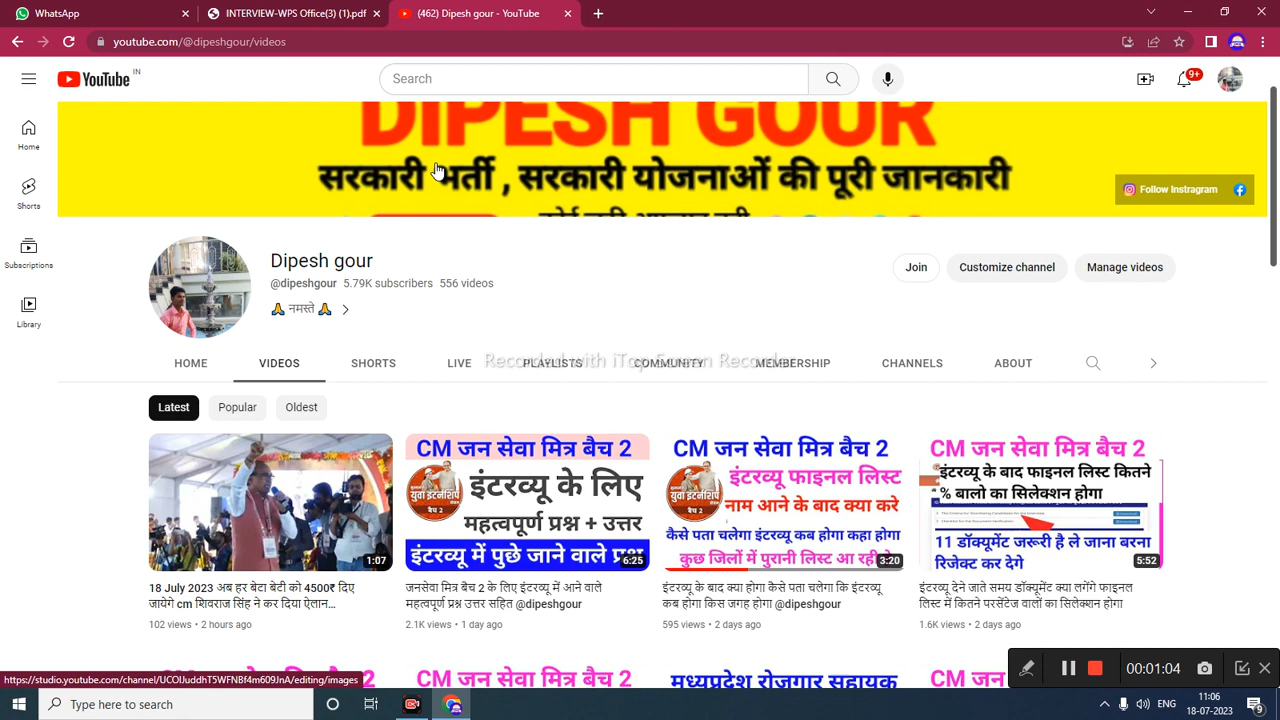 WhatsApp
INTERVIEW-WPS Office(3) (1).pdf
(462) Dipesh gour - YouTube
youtube.com/@dipeshgour/videos
YouTube IN
Search
9+
DIPESH GOUR
सरकारी भर्ती , सरकारी योजनाओं की पूरी जानकारी
Follow Instagram
Home
Shorts
Subscriptions
Library
Dipesh gour
@dipeshgour 5.79K subscribers 556 videos
🙏 नमस्ते 🙏
Join
Customize channel
Manage videos
HOME VIDEOS SHORTS LIVE PLAYLISTS COMMUNITY MEMBERSHIP CHANNELS ABOUT
Recorded with iTop Screen Recorder
Latest Popular Oldest
1:07
18 July 2023 अब हर बेटा बेटी को 4500₹ दिए
जायेगे cm शिवराज सिंह ने कर दिया ऐलान...
102 views • 2 hours ago
CM जन सेवा मित्र बैच 2
इंटरव्यू के लिए
महत्वपूर्ण प्रश्न + उत्तर
इंटरव्यू में पुछे जाने वाले प्रश्न
6:25
जनसेवा मित्र बैच 2 के लिए इंटरव्यू में आने वाले
महत्वपूर्ण प्रश्न उत्तर सहित @dipeshgour
2.1K views • 1 day ago
CM जन सेवा मित्र बैच 2
इंटरव्यू फाइनल लिस्ट
नाम आने के बाद क्या करे
कैसे पता चलेगा इंटरव्यू कब होगा कहा होगा
कुछ जिलों में पुरानी लिस्ट आ रही
3:20
इंटरव्यू के बाद क्या होगा कैसे पता चलेगा कि इंटरव्यू
कब होगा किस जगह होगा @dipeshgour
595 views • 2 days ago
CM जन सेवा मित्र बैच 2
इंटरव्यू के बाद फाइनल लिस्ट कितने
% बालो का सिलेक्शन होगा
11 डॉक्यूमेंट जरूरी है ले जाना बरना
रिजेक्ट कर देगे
5:52
इंटरव्यू देने जाते समय डॉक्यूमेंट क्या लगेंगे फाइनल
लिस्ट में कितने परसेंटेज वालों का सिलेक्शन होगा
1.6K views • 2 days ago
CM जन सेवा मित्र बैच 2
मध्यप्रदेश रोजगार सहायक
00:01:04
https://studio.youtube.com/channel/UCOlUuddhT5WFNBf4m609JnA/editing/images
Type here to search
ENG
11:06
18-07-2023
9